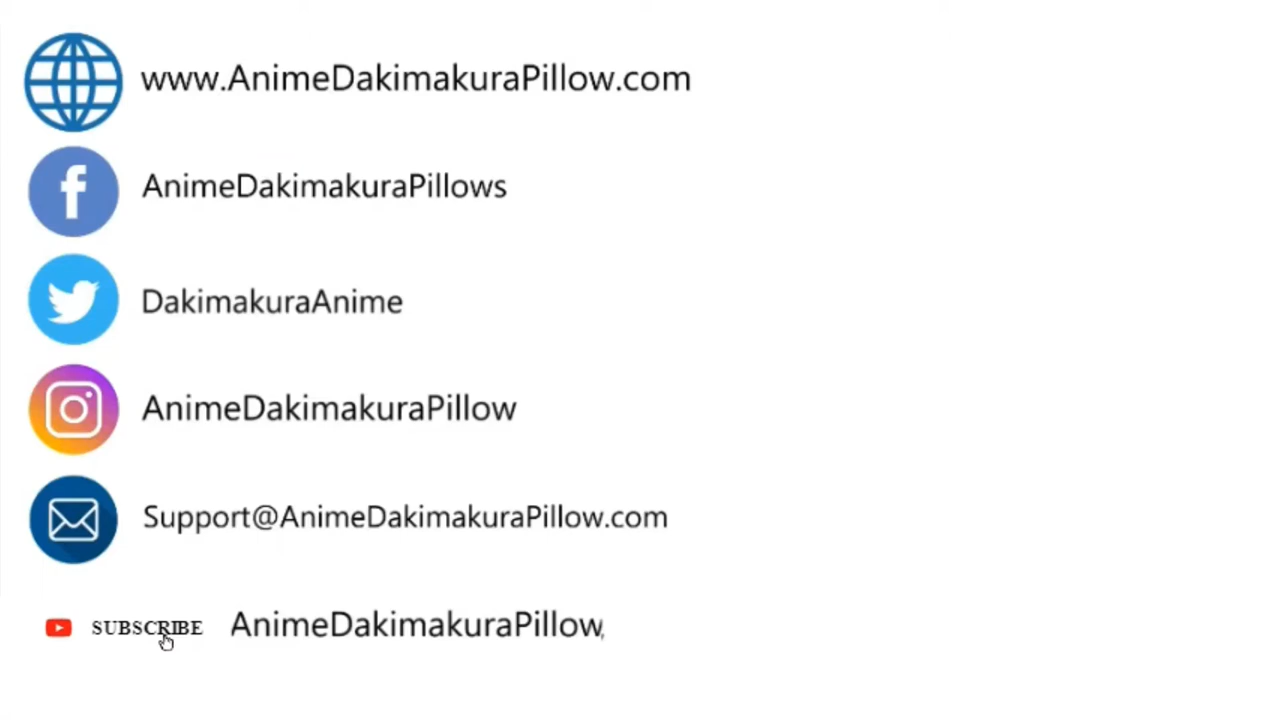 www.AnimeDakimakuraPillow.com
AnimeDakimakuraPillows
DakimakuraAnime
AnimeDakimakuraPillow
Support@AnimeDakimakuraPillow.com
SUBSCRIBE AnimeDakimakuraPillow